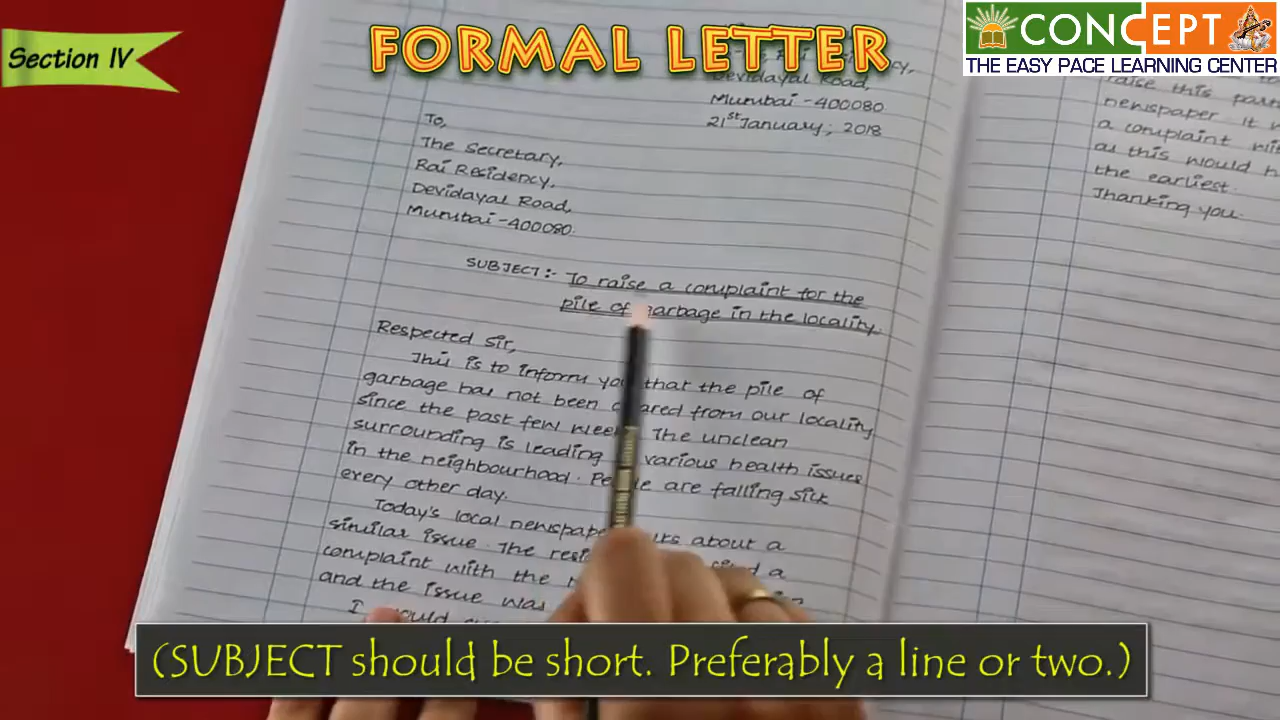 Section IV
FORMAL LETTER
CONCEPT
THE EASY PACE LEARNING CENTER
Devidayal Road,
Mumbai - 400080
21st January, 2018
To,
The Secretary,
Rai Residency,
Devidayal Road,
Mumbai - 400080.
SUBJECT:- To raise a complaint for the
pile of garbage in the locality.
Respected Sir,
This is to inform you that the pile of
garbage has not been cleared from our locality
since the past few weeks. The unclean
surrounding is leading various health issues
in the neighbourhood. People are falling sick
every other day.
Today's local newspaper about a
similar issue. The a
complaint with the
and the issue was
I would
raise this
newspaper it
a complaint
as this would
the earliest.
Thanking you.
(SUBJECT should be short. Preferably a line or two.)